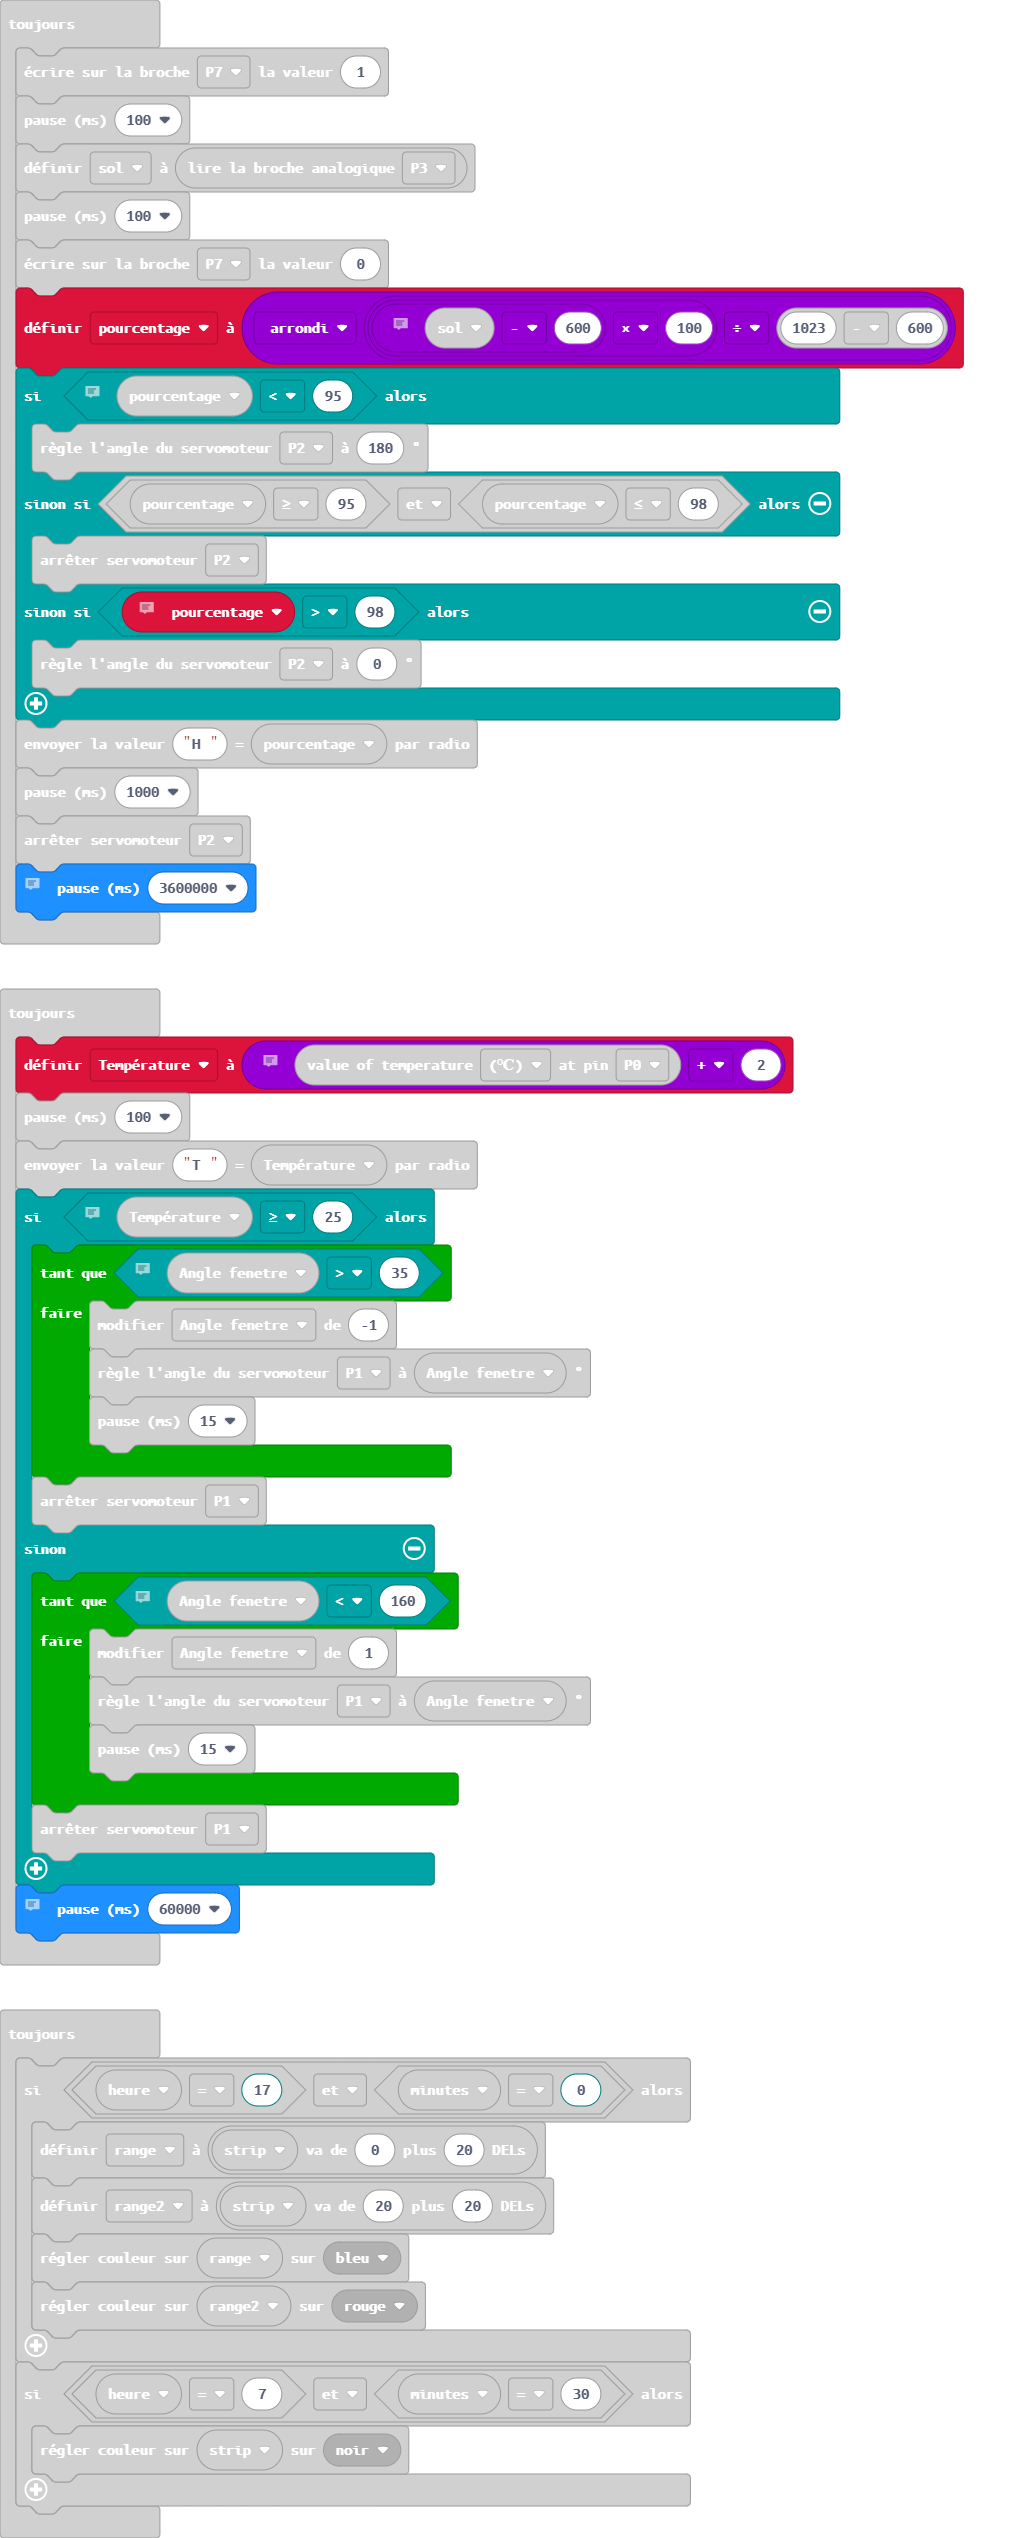 toujours
écrire sur la broche P7 la valeur 1
pause (ms) 100
définir sol à lire la broche analogique P3
pause (ms) 100
écrire sur la broche P7 la valeur 0
définir pourcentage à arrondi sol - 600 x 100 ÷ 1023 - 600
si pourcentage < 95 alors
règle l'angle du servomoteur P2 à 180 °
sinon si pourcentage ≥ 95 et pourcentage ≤ 98 alors
arrêter servomoteur P2
sinon si pourcentage > 98 alors
règle l'angle du servomoteur P2 à 0 °
envoyer la valeur "H " = pourcentage par radio
pause (ms) 1000
arrêter servomoteur P2
pause (ms) 3600000
toujours
définir Température à value of temperature (℃) at pin P0 + 2
pause (ms) 100
envoyer la valeur "T " = Température par radio
si Température ≥ 25 alors
tant que Angle fenetre > 35
faire
modifier Angle fenetre de -1
règle l'angle du servomoteur P1 à Angle fenetre °
pause (ms) 15
arrêter servomoteur P1
sinon
tant que Angle fenetre < 160
faire
modifier Angle fenetre de 1
règle l'angle du servomoteur P1 à Angle fenetre °
pause (ms) 15
arrêter servomoteur P1
pause (ms) 60000
toujours
si heure = 17 et minutes = 0 alors
définir range à strip va de 0 plus 20 DELs
définir range2 à strip va de 20 plus 20 DELs
régler couleur sur range sur bleu
régler couleur sur range2 sur rouge
si heure = 7 et minutes = 30 alors
régler couleur sur strip sur noir